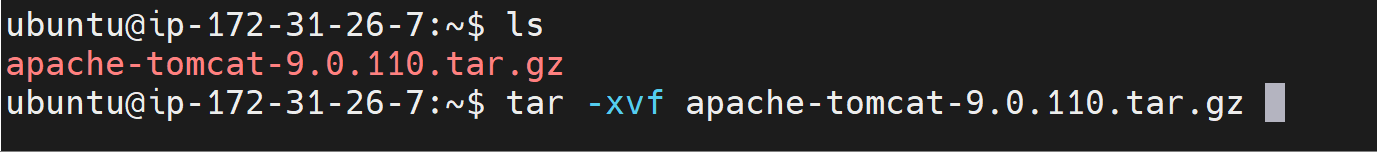 ubuntu@ip-172-31-26-7:~$ ls
apache-tomcat-9.0.110.tar.gz
ubuntu@ip-172-31-26-7:~$ tar -xvf apache-tomcat-9.0.110.tar.gz